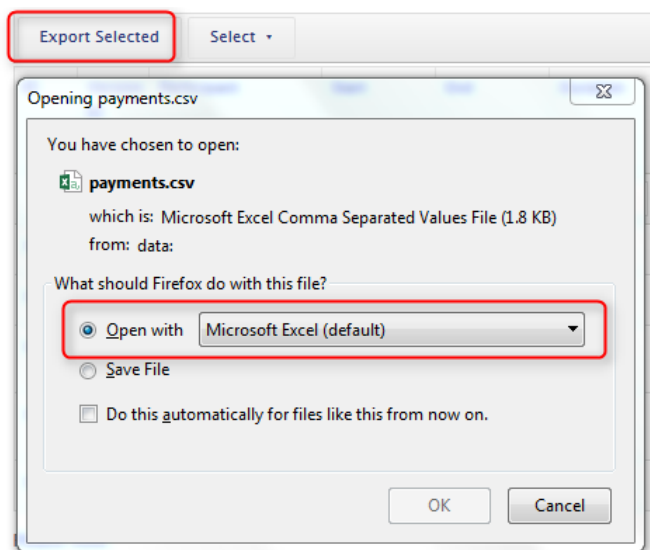 Export Selected Select
Opening payments.csv
You have chosen to open:
payments.csv
which is: Microsoft Excel Comma Separated Values File (1.8 KB)
from: data:
What should Firefox do with this file?
Open with Microsoft Excel (default)
Save File
Do this automatically for files like this from now on.
OK Cancel